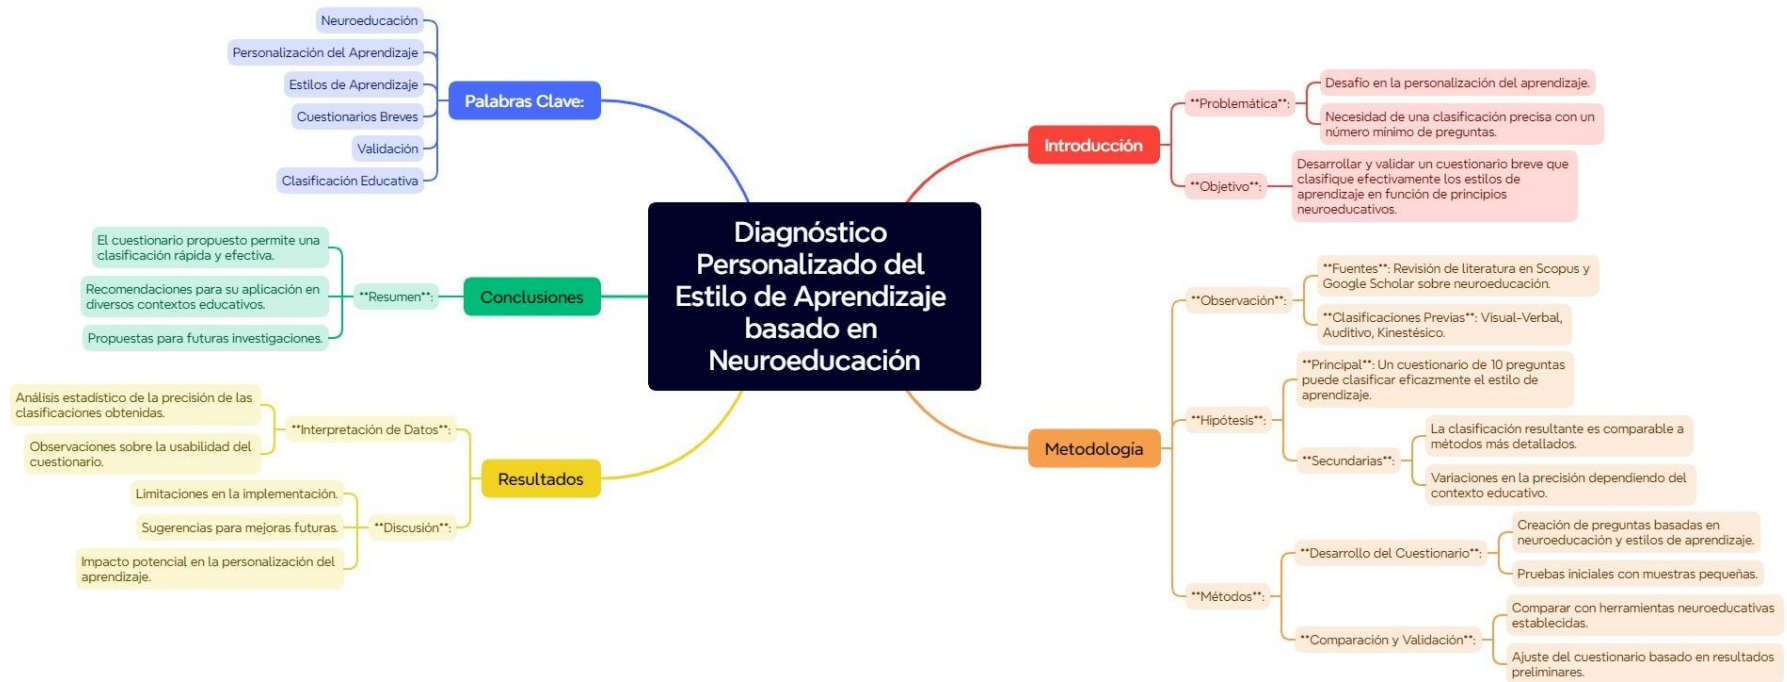 Diagnóstico
Personalizado del
Estilo de Aprendizaje
basado en
Neuroeducación
Palabras Clave:
Neuroeducación
Personalización del Aprendizaje
Estilos de Aprendizaje
Cuestionarios Breves
Validación
Clasificación Educativa
Introducción
**Problemática**:
Desafío en la personalización del aprendizaje.
Necesidad de una clasificación precisa con un
número mínimo de preguntas.
**Objetivo**:
Desarrollar y validar un cuestionario breve que
clasifique efectivamente los estilos de
aprendizaje en función de principios
neuroeducativos.
Metodología
**Observación**:
**Fuentes**: Revisión de literatura en Scopus y
Google Scholar sobre neuroeducación.
**Clasificaciones Previas**: Visual-Verbal,
Auditivo, Kinestésico.
**Hipótesis**:
**Principal**: Un cuestionario de 10 preguntas
puede clasificar eficazmente el estilo de
aprendizaje.
**Secundarias**:
La clasificación resultante es comparable a
métodos más detallados.
Variaciones en la precisión dependiendo del
contexto educativo.
**Métodos**:
**Desarrollo del Cuestionario**:
Creación de preguntas basadas en
neuroeducación y estilos de aprendizaje.
Pruebas iniciales con muestras pequeñas.
**Comparación y Validación**:
Comparar con herramientas neuroeducativas
establecidas.
Ajuste del cuestionario basado en resultados
preliminares.
Resultados
**Interpretación de Datos**:
Análisis estadístico de la precisión de las
clasificaciones obtenidas.
Observaciones sobre la usabilidad del
cuestionario.
**Discusión**:
Limitaciones en la implementación.
Sugerencias para mejoras futuras.
Impacto potencial en la personalización del
aprendizaje.
Conclusiones
**Resumen**:
El cuestionario propuesto permite una
clasificación rápida y efectiva.
Recomendaciones para su aplicación en
diversos contextos educativos.
Propuestas para futuras investigaciones.